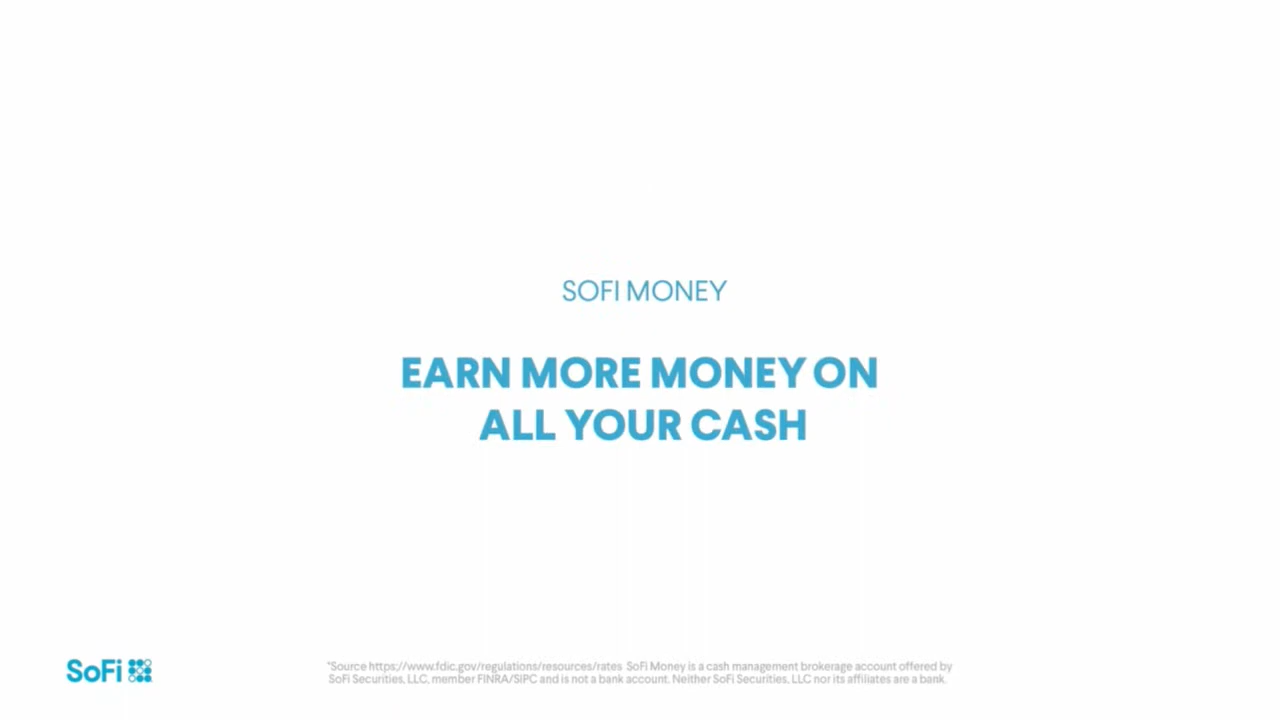 SOFI MONEY
EARN MORE MONEY ON
ALL YOUR CASH
SoFi
*Source https://www.fdic.gov/regulations/resources/rates SoFi Money is a cash management brokerage account offered by
SoFi Securities, LLC, member FINRA/SIPC and is not a bank account. Neither SoFi Securities, LLC nor its affiliates are a bank.